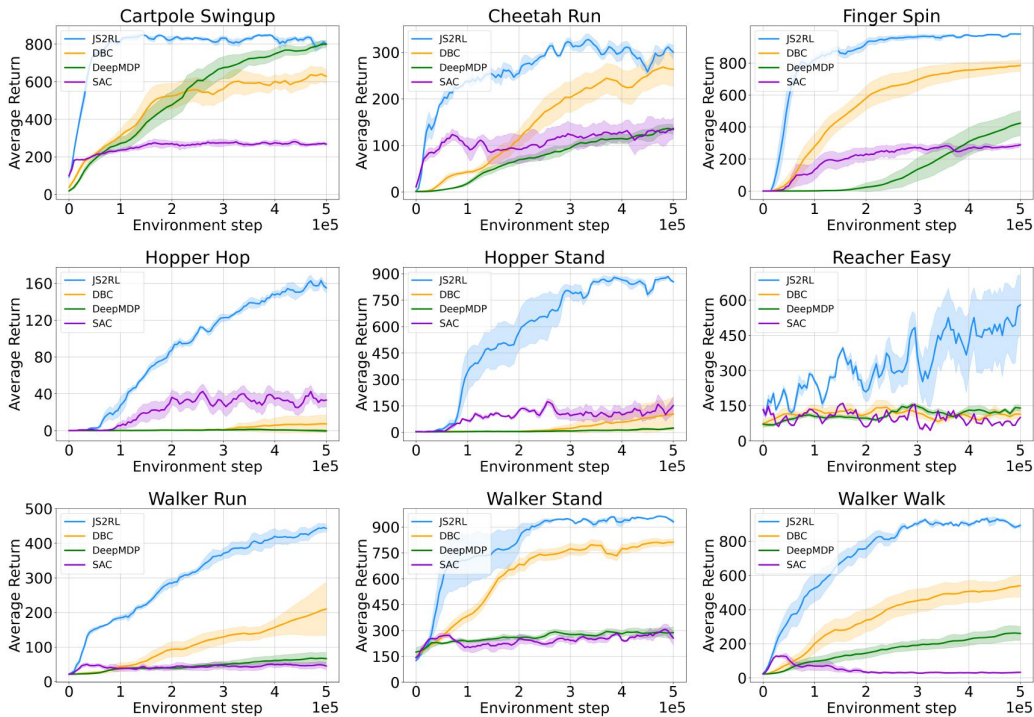 Cartpole Swingup
Average Return
800
600
400
200
0
JS2RL
DBC
DeepMDP
SAC
0 1 2 3 4 5
1e5
Environment step
Cheetah Run
Average Return
300
200
100
0
JS2RL
DBC
DeepMDP
SAC
0 1 2 3 4 5
1e5
Environment step
Finger Spin
Average Return
800
600
400
200
0
JS2RL
DBC
DeepMDP
SAC
0 1 2 3 4 5
1e5
Environment step
Hopper Hop
Average Return
160
120
80
40
0
JS2RL
DBC
DeepMDP
SAC
0 1 2 3 4 5
1e5
Environment step
Hopper Stand
Average Return
900
750
600
450
300
150
0
JS2RL
DBC
DeepMDP
SAC
0 1 2 3 4 5
1e5
Environment step
Reacher Easy
Average Return
600
450
300
150
0
JS2RL
DBC
DeepMDP
SAC
0 1 2 3 4 5
1e5
Environment step
Walker Run
Average Return
500
400
300
200
100
0
JS2RL
DBC
DeepMDP
SAC
0 1 2 3 4 5
1e5
Environment step
Walker Stand
Average Return
900
750
600
450
300
150
0
JS2RL
DBC
DeepMDP
SAC
0 1 2 3 4 5
1e5
Environment step
Walker Walk
Average Return
800
600
400
200
0
JS2RL
DBC
DeepMDP
SAC
0 1 2 3 4 5
1e5
Environment step